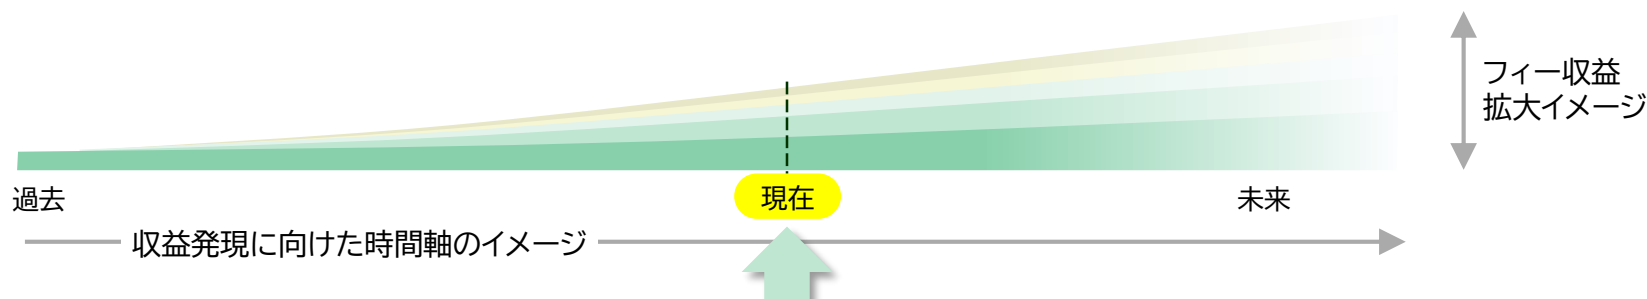 フィー収益
拡大イメージ
過去
現在
未来
収益発現に向けた時間軸のイメージ